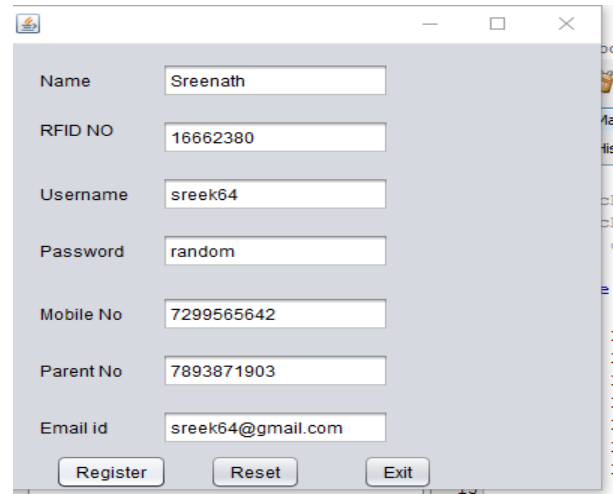 Name Sreenath
RFID NO 16662380
Username sreek64
Password random
Mobile No 7299565642
Parent No 7893871903
Email id sreek64@gmail.com
Register Reset Exit